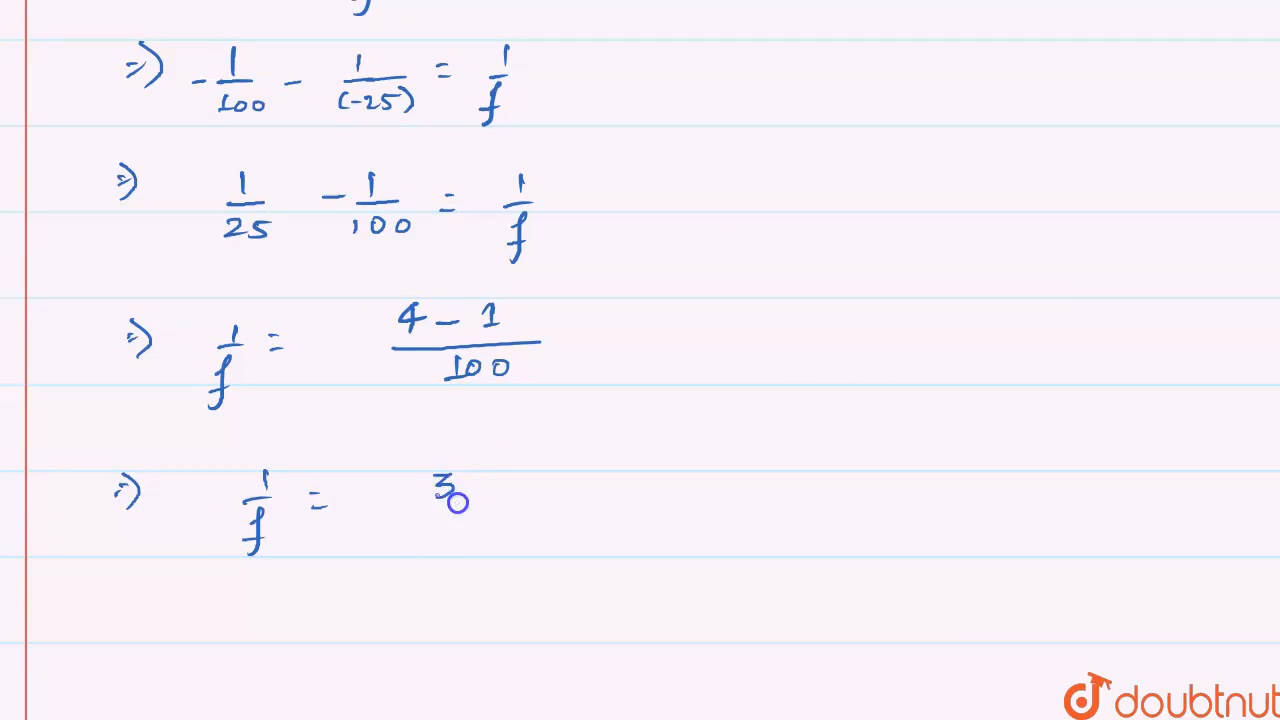 => - 1/100 - 1/(-25) = 1/f
=> 1/25 - 1/100 = 1/f
=> 1/f = 4 - 1/100
=> 1/f = 3
doubtnut